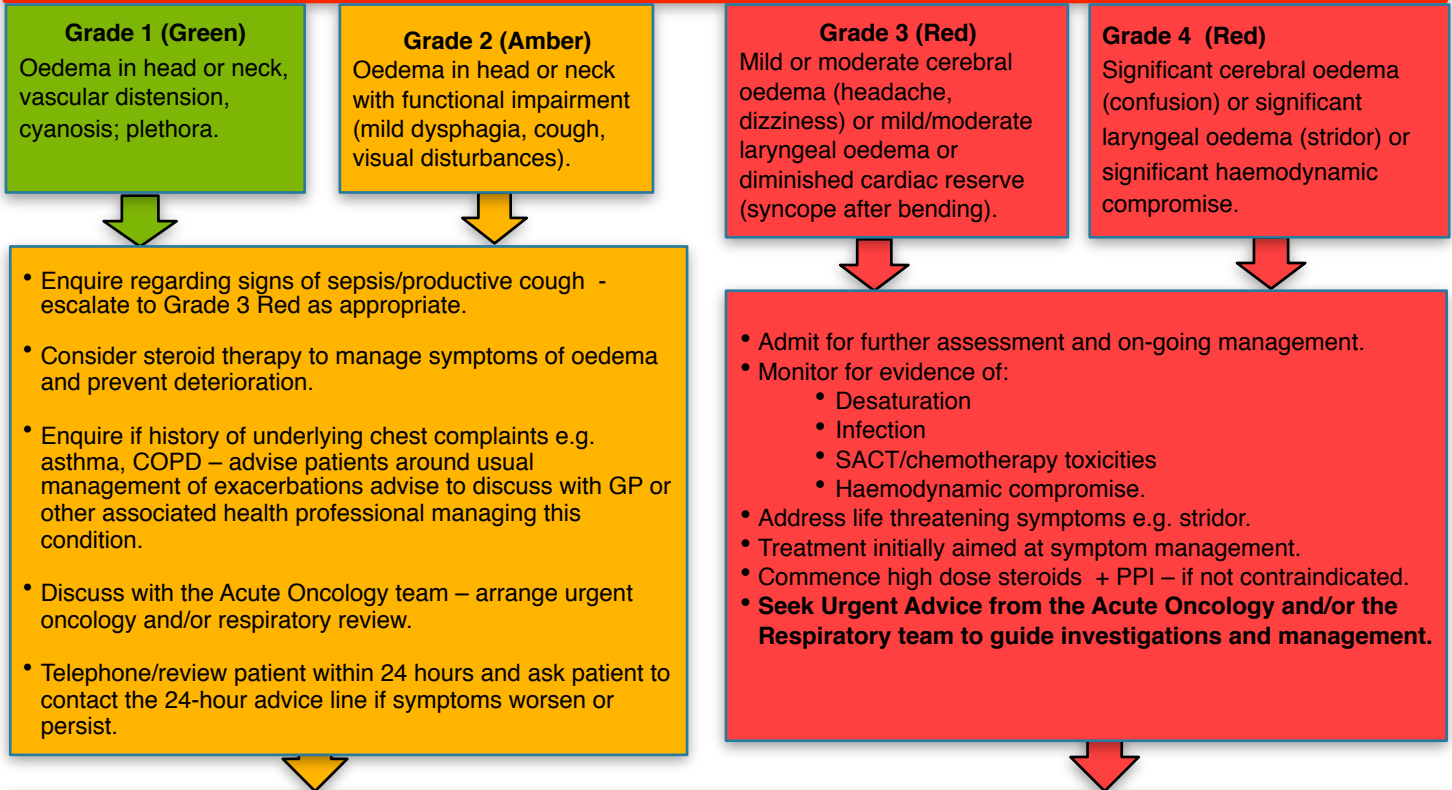 Grade 1 (Green)
Oedema in head or neck,
vascular distension,
cyanosis; plethora.
Grade 2 (Amber)
Oedema in head or neck
with functional impairment
(mild dysphagia, cough,
visual disturbances).
Grade 3 (Red)
Mild or moderate cerebral
oedema (headache,
dizziness) or mild/moderate
laryngeal oedema or
diminished cardiac reserve
(syncope after bending).
Grade 4 (Red)
Significant cerebral oedema
(confusion) or significant
laryngeal oedema (stridor) or
significant haemodynamic
compromise.
• Enquire regarding signs of sepsis/productive cough -
escalate to Grade 3 Red as appropriate.
• Consider steroid therapy to manage symptoms of oedema
and prevent deterioration.
• Enquire if history of underlying chest complaints e.g.
asthma, COPD – advise patients around usual
management of exacerbations advise to discuss with GP or
other associated health professional managing this
condition.
• Discuss with the Acute Oncology team – arrange urgent
oncology and/or respiratory review.
• Telephone/review patient within 24 hours and ask patient to
contact the 24-hour advice line if symptoms worsen or
persist.
• Admit for further assessment and on-going management.
• Monitor for evidence of:
• Desaturation
• Infection
• SACT/chemotherapy toxicities
• Haemodynamic compromise.
• Address life threatening symptoms e.g. stridor.
• Treatment initially aimed at symptom management.
• Commence high dose steroids + PPI – if not contraindicated.
• Seek Urgent Advice from the Acute Oncology and/or the
Respiratory team to guide investigations and management.